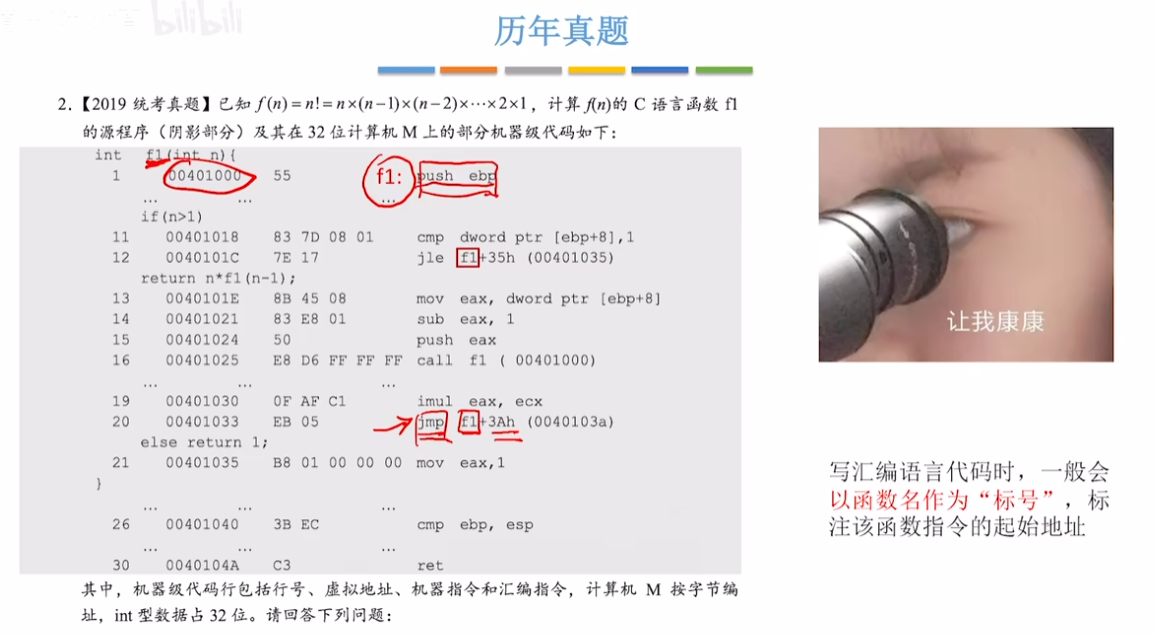 bilibili
历年真题
2.【2019 统考真题】已知 f(n)=n!=n×(n−1)×(n−2)×⋯×2×1，计算 f(n)的 C 语言函数 f1
的源程序（阴影部分）及其在 32 位计算机 M 上的部分机器级代码如下：
int f1(int n){
1 00401000 55 f1: push ebp
… … …
if(n>1)
11 00401018 83 7D 08 01 cmp dword ptr [ebp+8],1
12 0040101C 7E 17 jle f1+35h (00401035)
return n*f1(n-1);
13 0040101E 8B 45 08 mov eax, dword ptr [ebp+8]
14 00401021 83 E8 01 sub eax, 1
15 00401024 50 push eax
16 00401025 E8 D6 FF FF FF call f1 ( 00401000)
… … …
19 00401030 0F AF C1 imul eax, ecx
20 00401033 EB 05 jmp f1+3Ah (0040103a)
else return 1;
21 00401035 B8 01 00 00 00 mov eax,1
}
… … …
26 00401040 3B EC cmp ebp, esp
… … …
30 0040104A C3 ret
其中，机器级代码行包括行号、虚拟地址、机器指令和汇编指令，计算机 M 按字节编
址，int 型数据占 32 位。请回答下列问题：
让我康康
写汇编语言代码时，一般会
以函数名作为“标号”，标
注该函数指令的起始地址